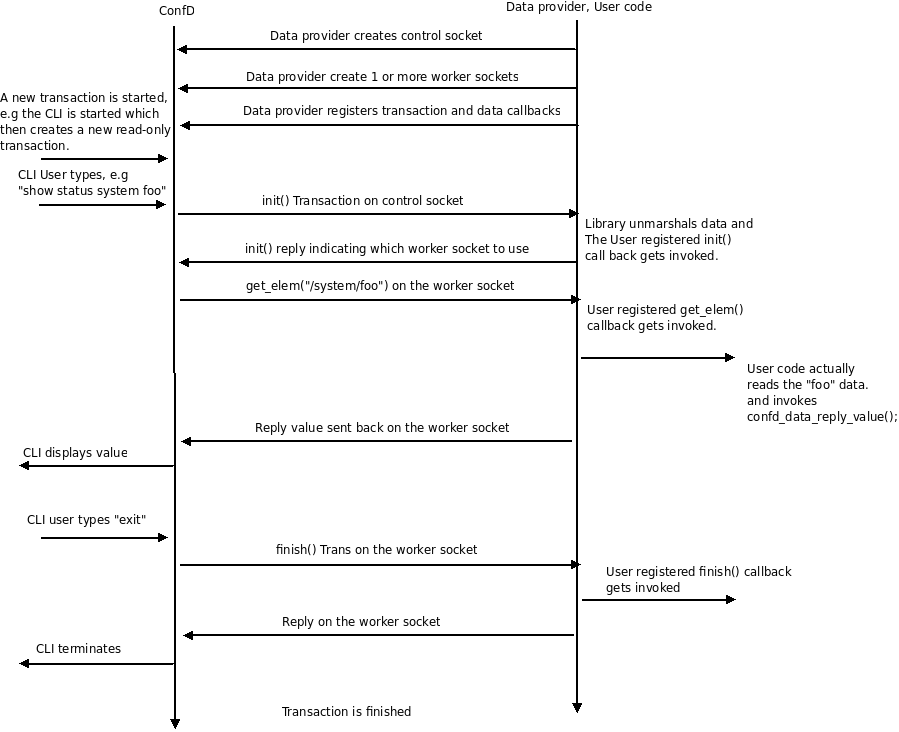 ConfD
Data provider, User code
Data provider creates control socket
Data provider create 1 or more worker sockets
A new transaction is started,
e.g the CLI is started which
then creates a new read-only
transaction.
Data provider registers transaction and data callbacks
CLI User types, e.g
"show status system foo"
init() Transaction on control socket
Library unmarshals data and
The User registered init()
call back gets invoked.
init() reply indicating which worker socket to use
get_elem("/system/foo") on the worker socket
User registered get_elem()
callback gets invoked.
User code actually
reads the "foo" data.
and invokes
confd_data_reply_value();
Reply value sent back on the worker socket
CLI displays value
CLI user types "exit"
finish() Trans on the worker socket
User registered finish() callback
gets invoked
Reply on the worker socket
CLI terminates
Transaction is finished